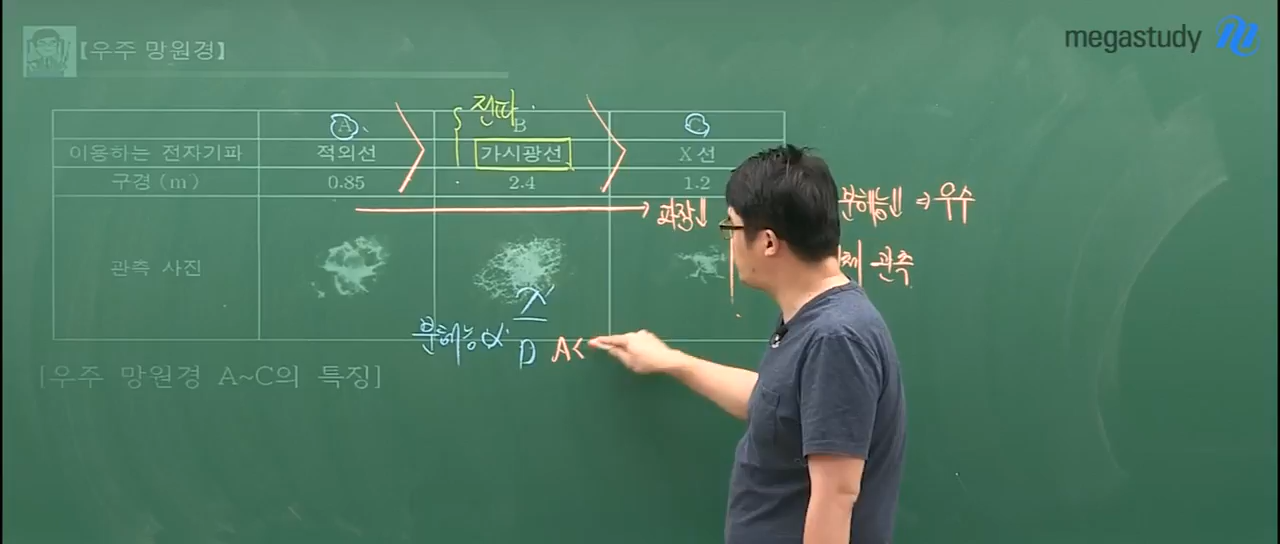 megastudy
【우주 망원경】
전파
A B C
이용하는 전자기파 적외선 가시광선 X 선
구경 (m) 0.85 2.4 1.2
파장↓ 분해능↓ ⇒ 우수
관측 사진 체 관측
분해능 ∝ λ/D A<
[우주 망원경 A~C의 특징]